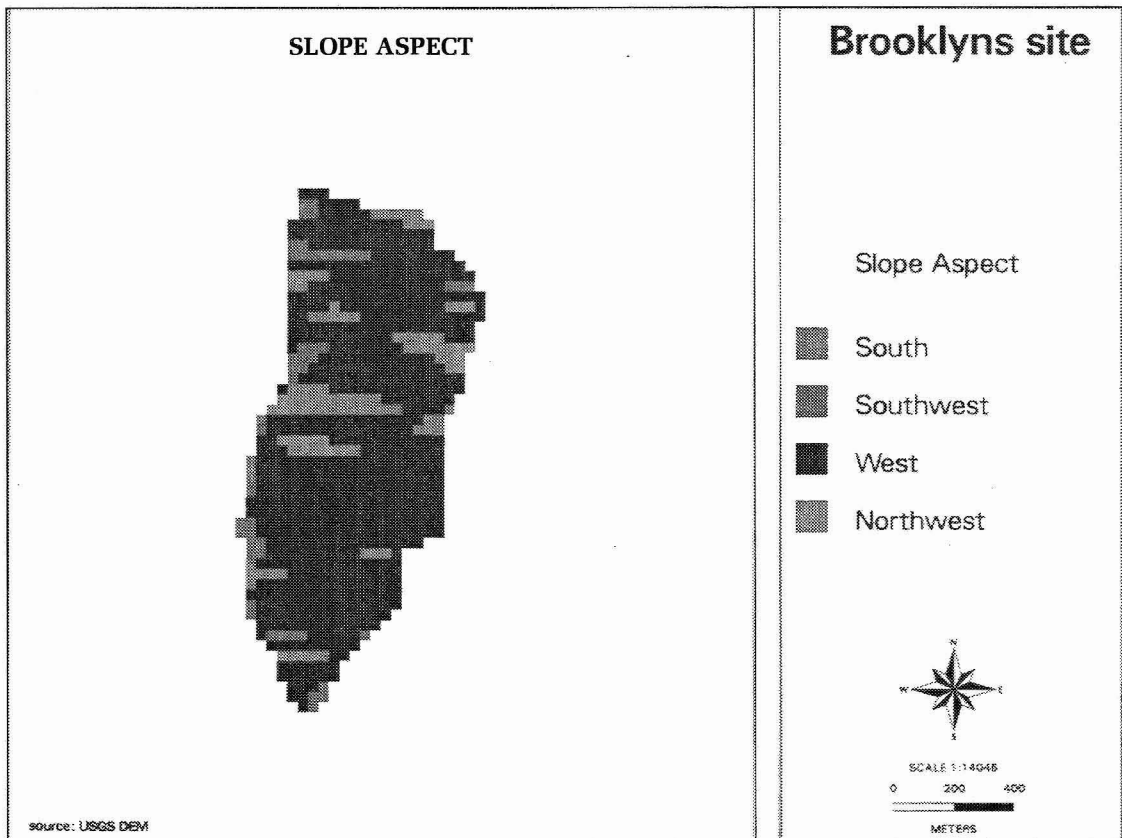 SLOPE ASPECT
Brooklyns site
Slope Aspect
South
Southwest
West
Northwest
N
W E
S
SCALE 1:14046
0 200 400
METERS
source: USGS DEM